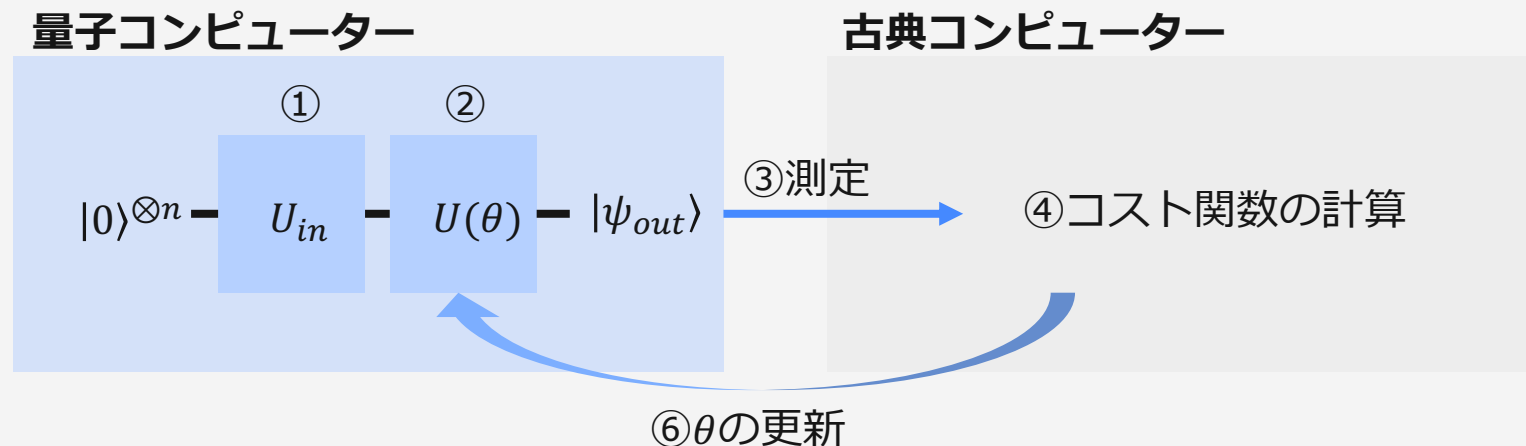 量子コンピューター
古典コンピューター
① ②
|0⟩⊗n U_in U(θ) |ψ_out⟩
③測定
④コスト関数の計算
⑥θの更新